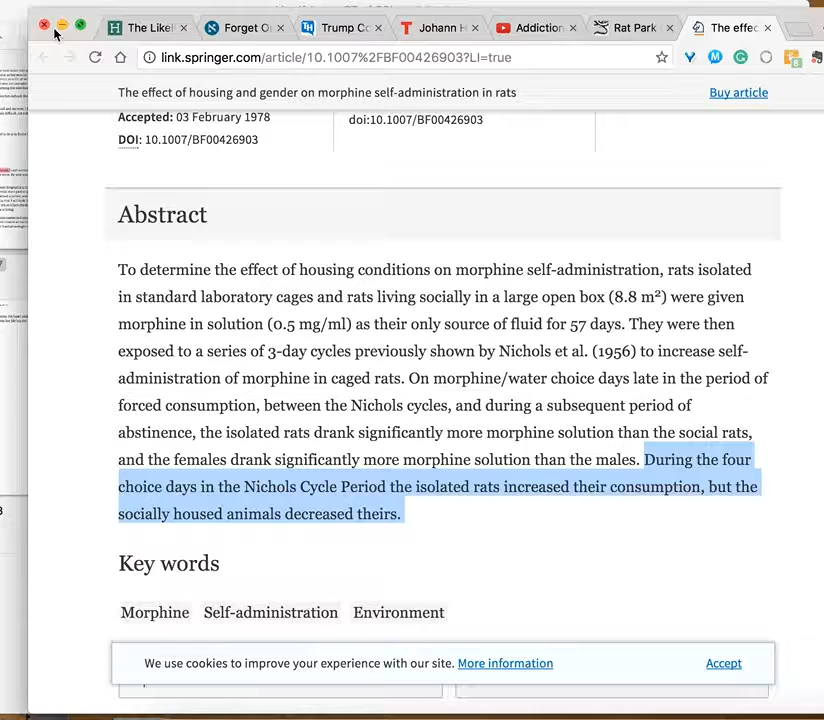 The Likel
Forget O
Trump Co
Johann H
Addiction
Rat Park
The effec
link.springer.com/article/10.1007%2FBF00426903?LI=true
The effect of housing and gender on morphine self-administration in rats
Buy article
Accepted: 03 February 1978
doi:10.1007/BF00426903
DOI: 10.1007/BF00426903
Abstract
To determine the effect of housing conditions on morphine self-administration, rats isolated
in standard laboratory cages and rats living socially in a large open box (8.8 m²) were given
morphine in solution (0.5 mg/ml) as their only source of fluid for 57 days. They were then
exposed to a series of 3-day cycles previously shown by Nichols et al. (1956) to increase self-
administration of morphine in caged rats. On morphine/water choice days late in the period of
forced consumption, between the Nichols cycles, and during a subsequent period of
abstinence, the isolated rats drank significantly more morphine solution than the social rats,
and the females drank significantly more morphine solution than the males. During the four
choice days in the Nichols Cycle Period the isolated rats increased their consumption, but the
socially housed animals decreased theirs.
Key words
Morphine Self-administration Environment
We use cookies to improve your experience with our site. More information
Accept